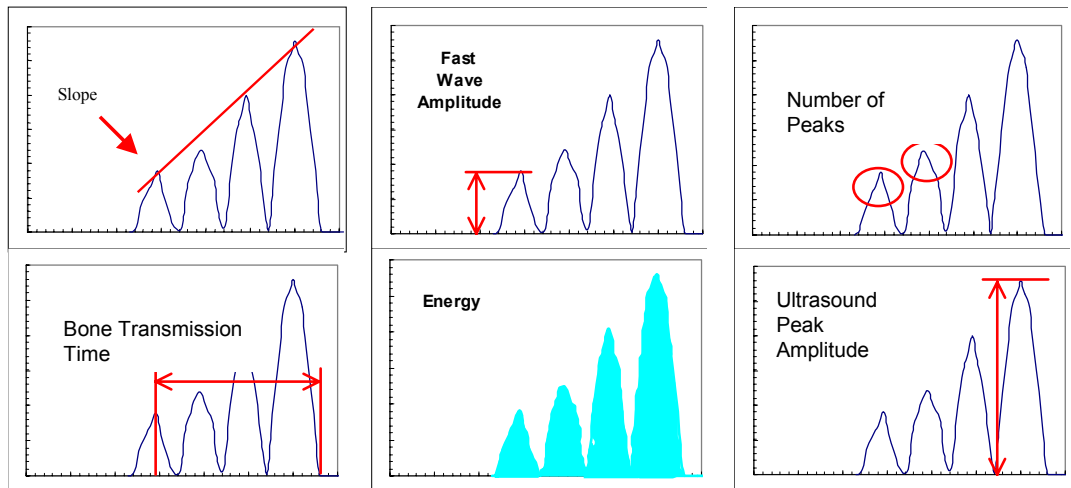 Slope
Fast
Wave
Amplitude
Number of
Peaks
Bone Transmission
Time
Energy
Ultrasound
Peak
Amplitude